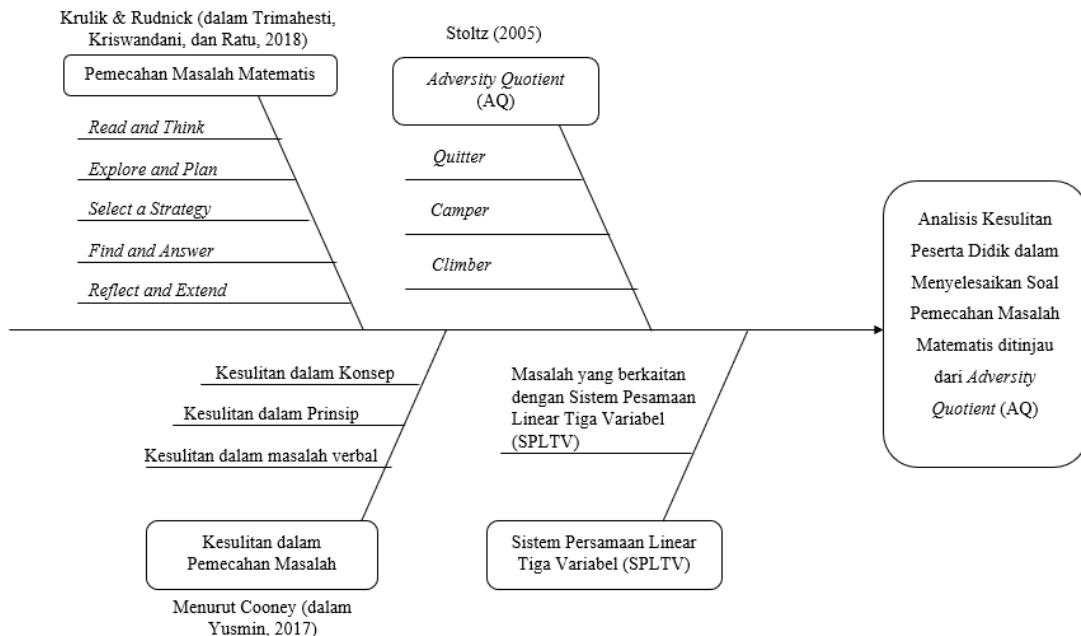 Krulik & Rudnick (dalam Trimahesti,
Kriswandani, dan Ratu, 2018)
Pemecahan Masalah Matematis
Read and Think
Explore and Plan
Select a Strategy
Find and Answer
Reflect and Extend
Stoltz (2005)
Adversity Quotient
(AQ)
Quitter
Camper
Climber
Kesulitan dalam Konsep
Kesulitan dalam Prinsip
Kesulitan dalam masalah verbal
Kesulitan dalam
Pemecahan Masalah
Menurut Cooney (dalam
Yusmin, 2017)
Masalah yang berkaitan
dengan Sistem Pesamaan
Linear Tiga Variabel
(SPLTV)
Sistem Persamaan Linear
Tiga Variabel (SPLTV)
Analisis Kesulitan
Peserta Didik dalam
Menyelesaikan Soal
Pemecahan Masalah
Matematis ditinjau
dari Adversity
Quotient (AQ)